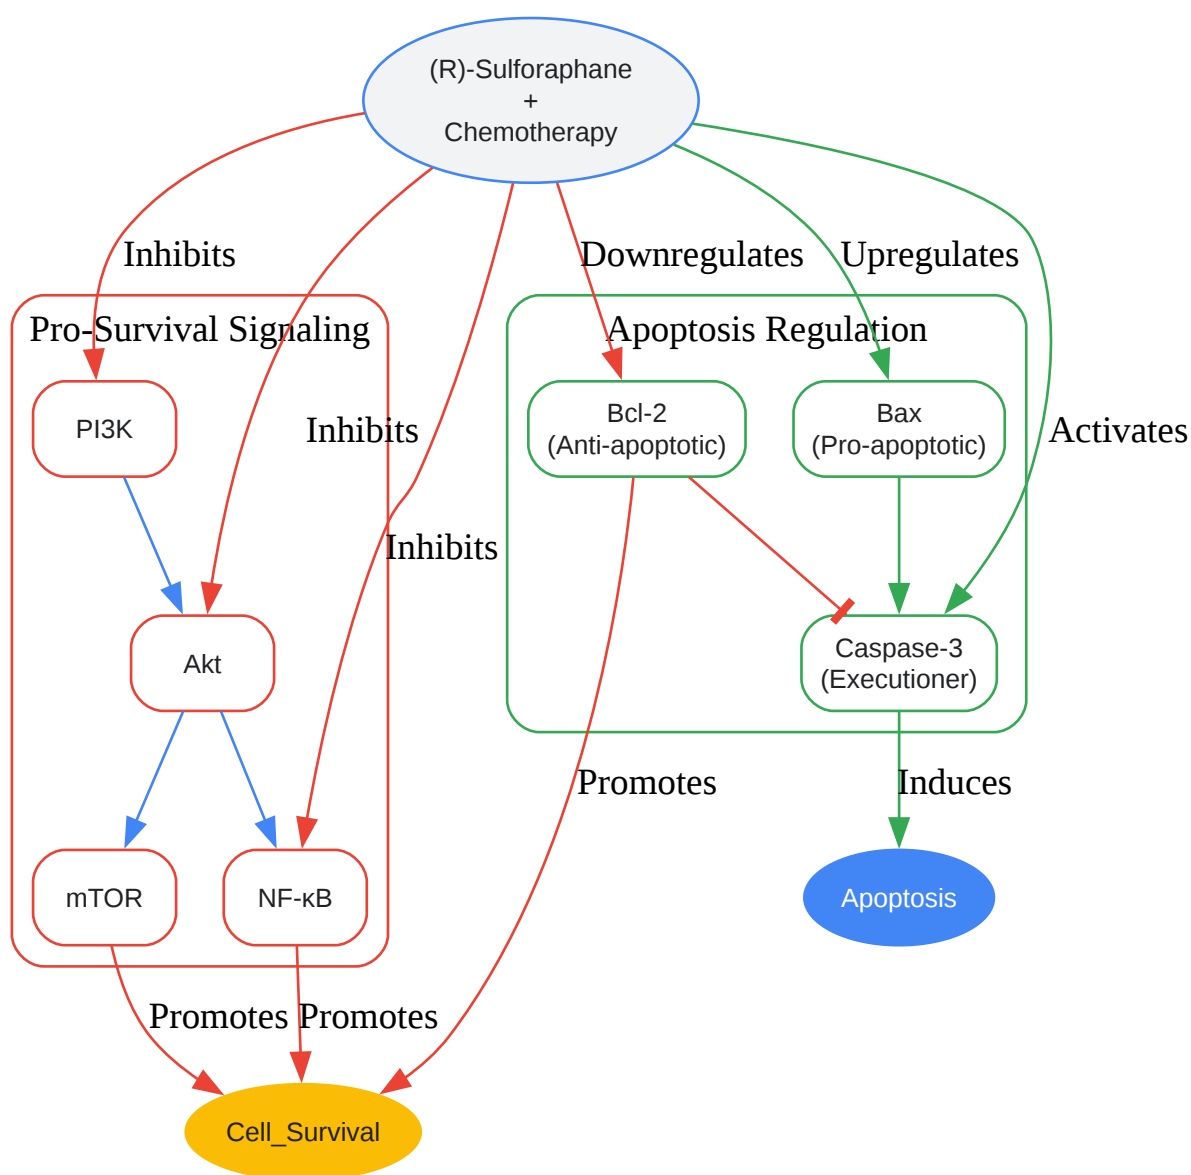 (R)-Sulforaphane
+
Chemotherapy
Inhibits
Downregulates
Upregulates
Pro-Survival Signaling
Apoptosis Regulation
PI3K
Inhibits
Bcl-2
(Anti-apoptotic)
Bax
(Pro-apoptotic)
Activates
Inhibits
Akt
Caspase-3
(Executioner)
Promotes
Induces
mTOR
NF-κB
Apoptosis
Promotes
Promotes
Cell_Survival